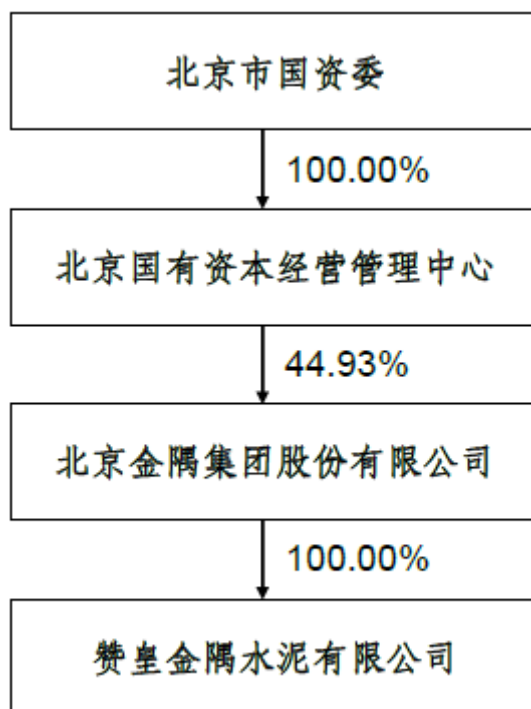 北京市国资委
100.00%
北京国有资本经营管理中心
44.93%
北京金隅集团股份有限公司
100.00%
赞皇金隅水泥有限公司